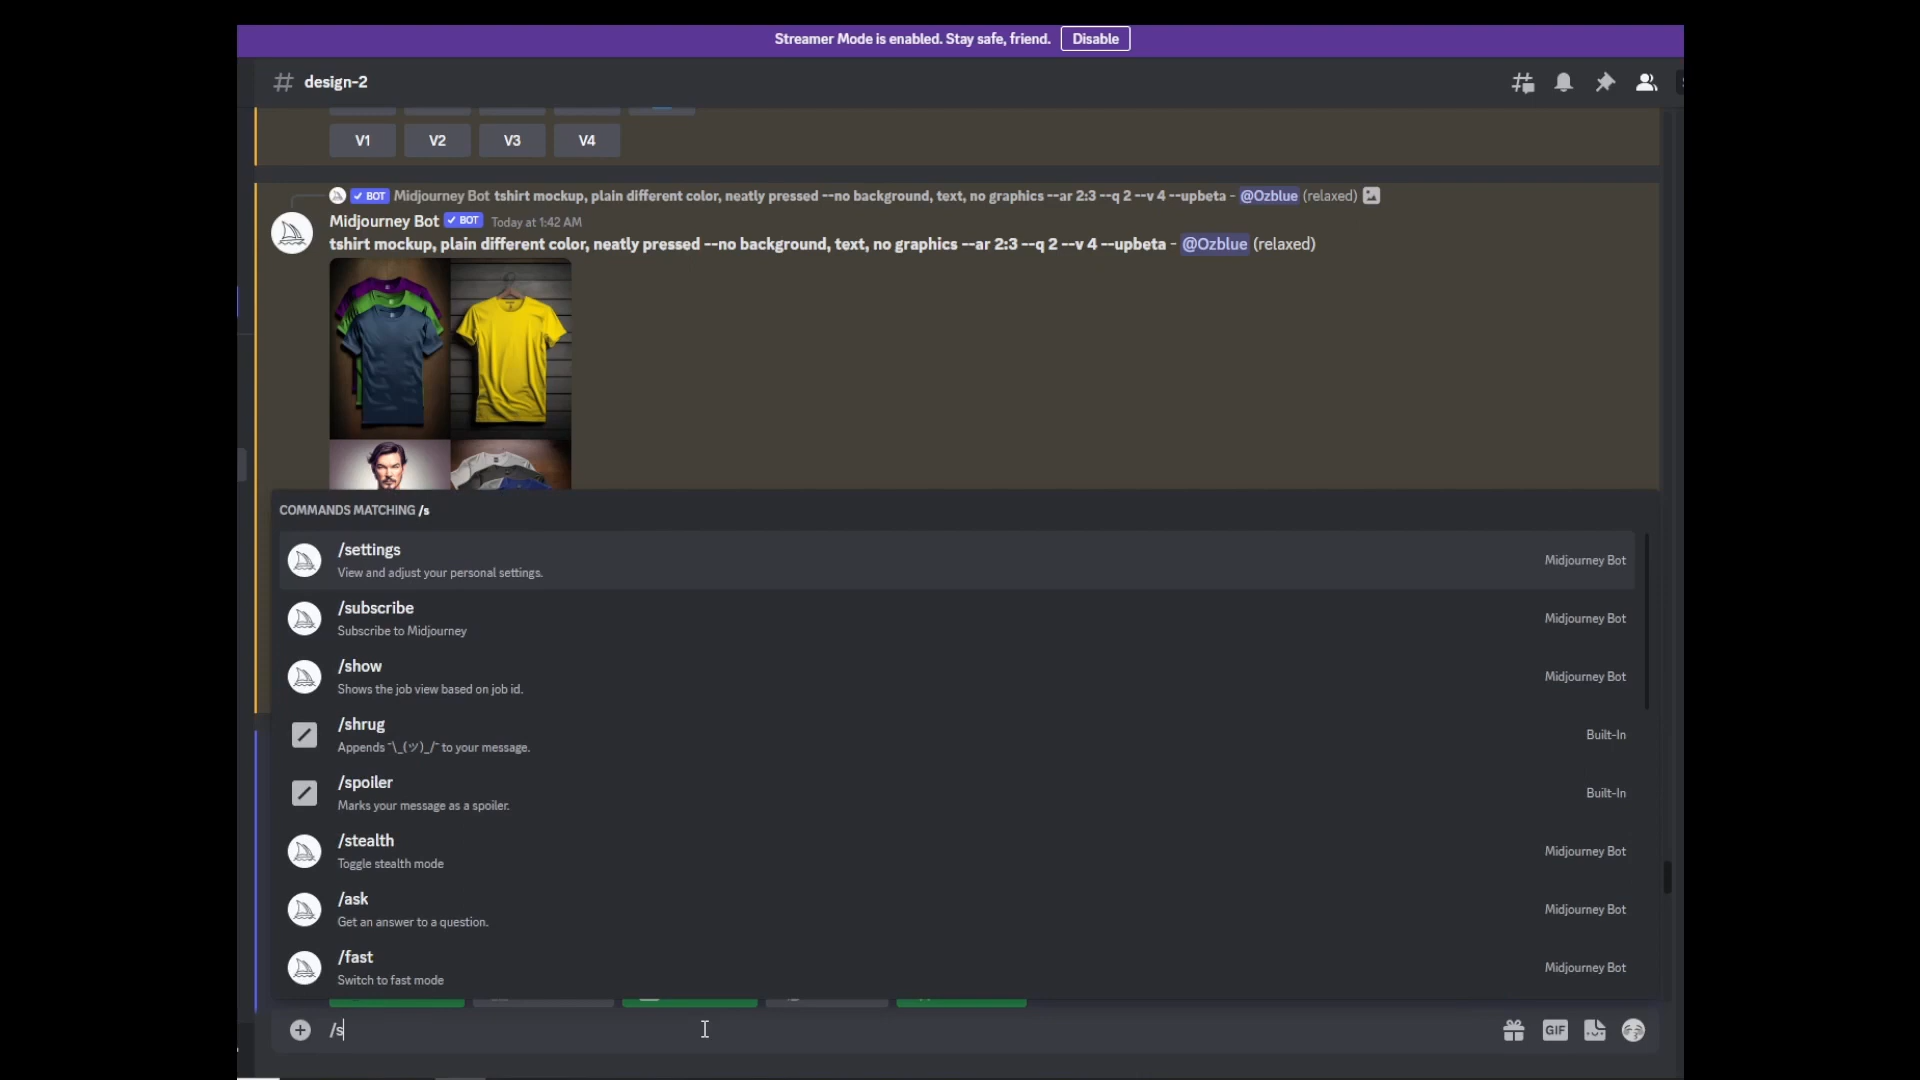 Streamer Mode is enabled. Stay safe, friend. Disable
design-2
V1 V2 V3 V4
BOT Midjourney Bot tshirt mockup, plain different color, neatly pressed --no background, text, no graphics --ar 2:3 --q 2 --v 4 --upbeta - @Ozblue (relaxed)
Midjourney Bot BOT Today at 1:42 AM
tshirt mockup, plain different color, neatly pressed --no background, text, no graphics --ar 2:3 --q 2 --v 4 --upbeta - @Ozblue (relaxed)
COMMANDS MATCHING /s
/settings
View and adjust your personal settings.
Midjourney Bot
/subscribe
Subscribe to Midjourney
Midjourney Bot
/show
Shows the job view based on job id.
Midjourney Bot
/shrug
Appends ¯\_(ツ)_/¯ to your message.
Built-In
/spoiler
Marks your message as a spoiler.
Built-In
/stealth
Toggle stealth mode
Midjourney Bot
/ask
Get an answer to a question.
Midjourney Bot
/fast
Switch to fast mode
Midjourney Bot
/s
GIF